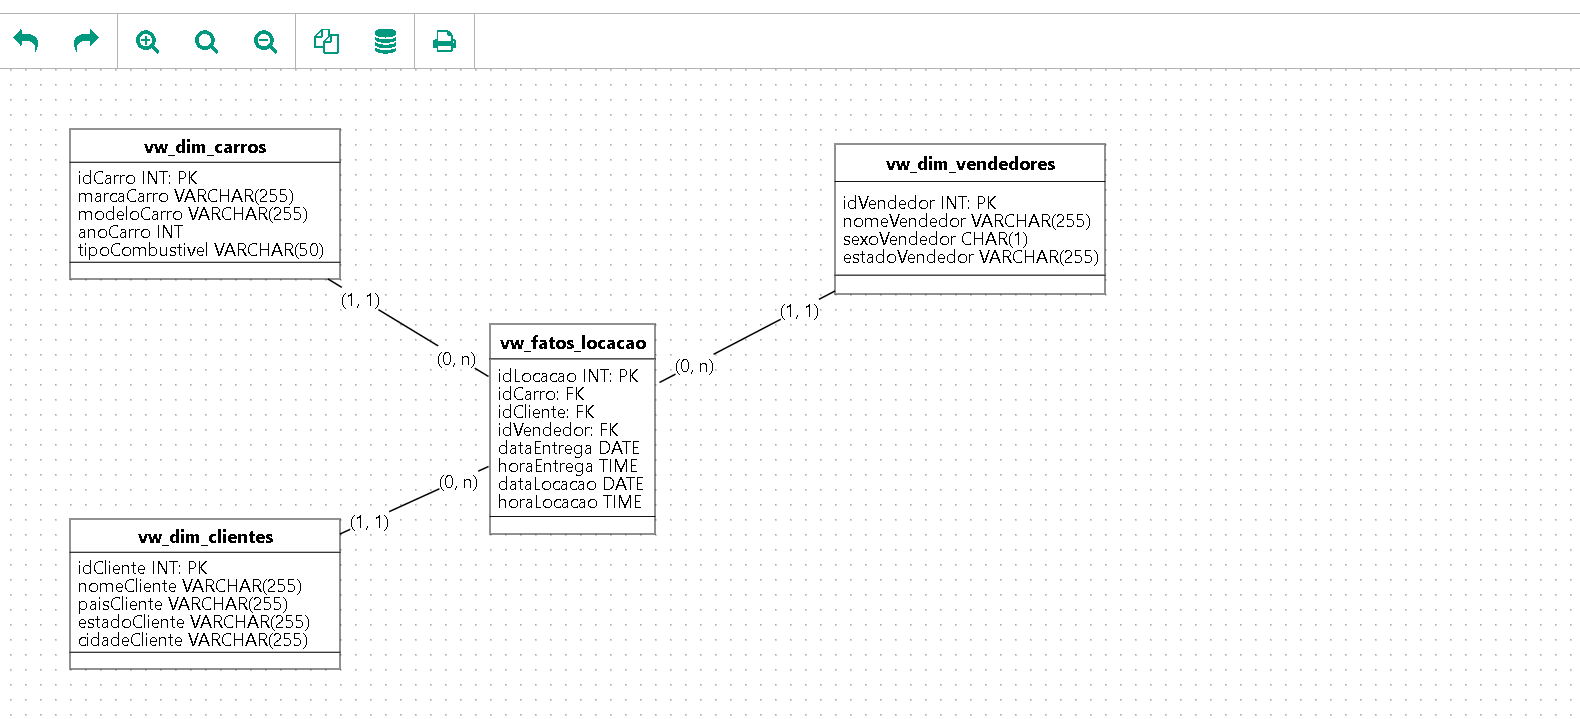 vw_dim_carros
idCarro INT: PK
marcaCarro VARCHAR(255)
modeloCarro VARCHAR(255)
anoCarro INT
tipoCombustivel VARCHAR(50)
vw_dim_vendedores
idVendedor INT: PK
nomeVendedor VARCHAR(255)
sexoVendedor CHAR(1)
estadoVendedor VARCHAR(255)
(1, 1)
(0, n)
(1, 1)
(0, n)
vw_fatos_locacao
idLocacao INT: PK
idCarro: FK
idCliente: FK
idVendedor: FK
dataEntrega DATE
horaEntrega TIME
dataLocacao DATE
horaLocacao TIME
(0, n)
(1, 1)
vw_dim_clientes
idCliente INT: PK
nomeCliente VARCHAR(255)
paisCliente VARCHAR(255)
estadoCliente VARCHAR(255)
cidadeCliente VARCHAR(255)